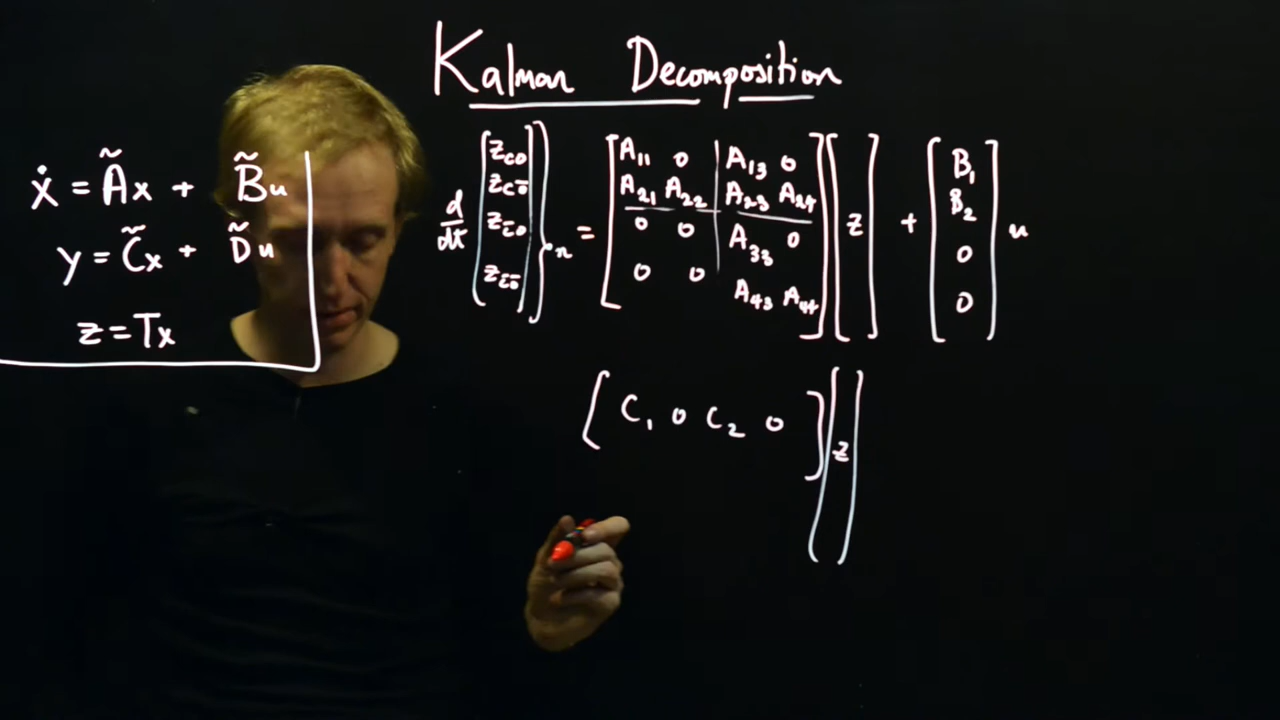 Kalman Decomposition
ẋ = Ãx + B̃u
y = C̃x + D̃u
z = Tx
d/dt [z_co z_cō z_c̄o z_c̄ō] } n = [A₁₁ 0 | A₁₃ 0
A₂₁ A₂₂ | A₂₃ A₂₄
0 0 | A₃₃ 0
0 0 | A₄₃ A₄₄] [z] + [B₁ B₂ 0 0] u
[C₁ 0 C₂ 0] [z]